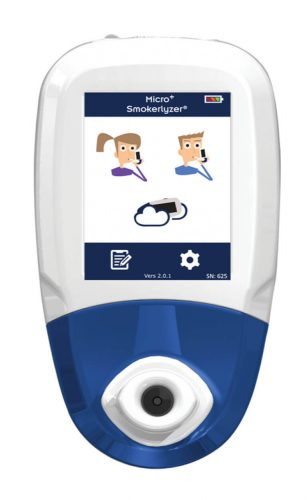 Micro⁺
Smokerlyzer®
Vers 2.0.1
SN: 625